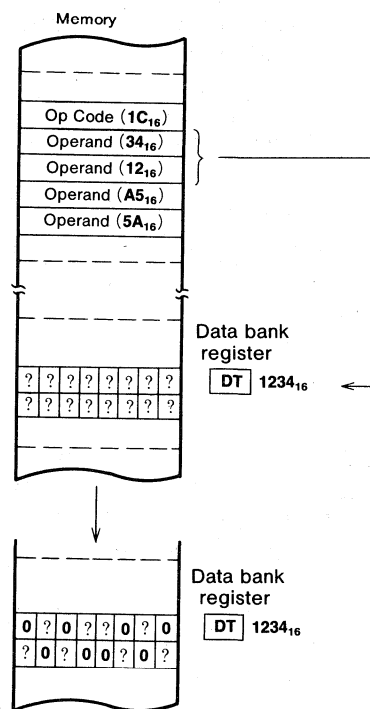 Memory
Op Code (1C₁₆)
Operand (34₁₆)
Operand (12₁₆)
Operand (A5₁₆)
Operand (5A₁₆)
Data bank
register
? ? ? ? ? ? ? ? DT 1234₁₆
? ? ? ? ? ? ? ?
Data bank
register
0 ? 0 ? ? 0 ? 0 DT 1234₁₆
? 0 ? 0 0 ? 0 ?